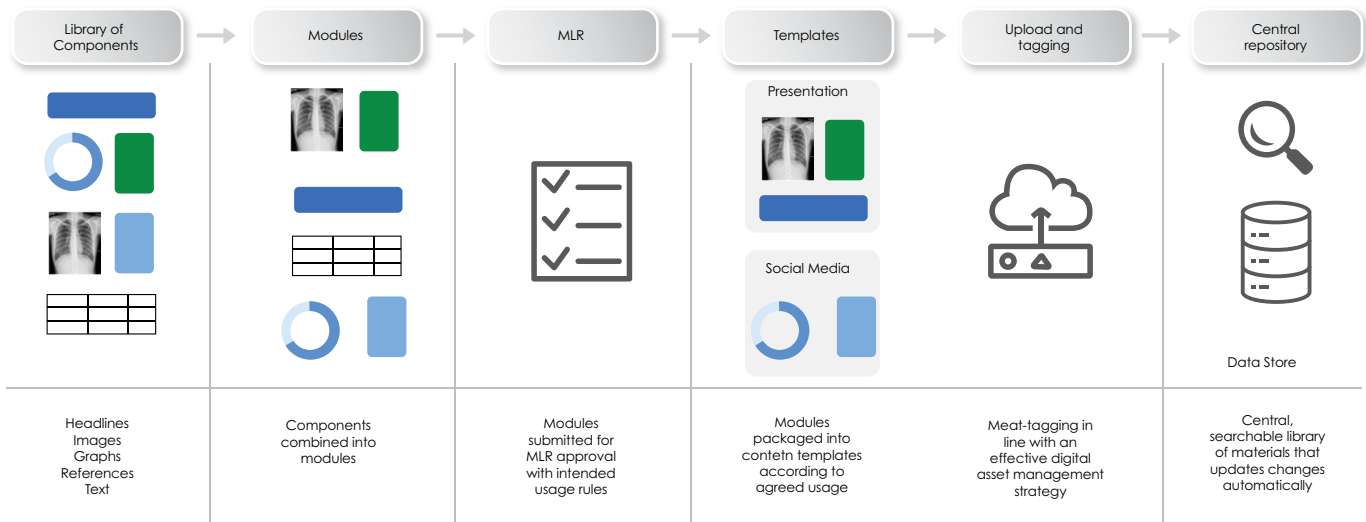 Library of
Components
Modules
MLR
Templates
Upload and
tagging
Central
repository
Presentation
Social Media
Data Store
Headlines
Images
Graphs
References
Text
Components
combined into
modules
Modules
submitted for
MLR approval
with intended
usage rules
Modules
packaged into
contetn templates
according to
agreed usage
Meat-tagging in
line with an
effective digital
asset management
strategy
Central,
searchable library
of materials that
updates changes
automatically